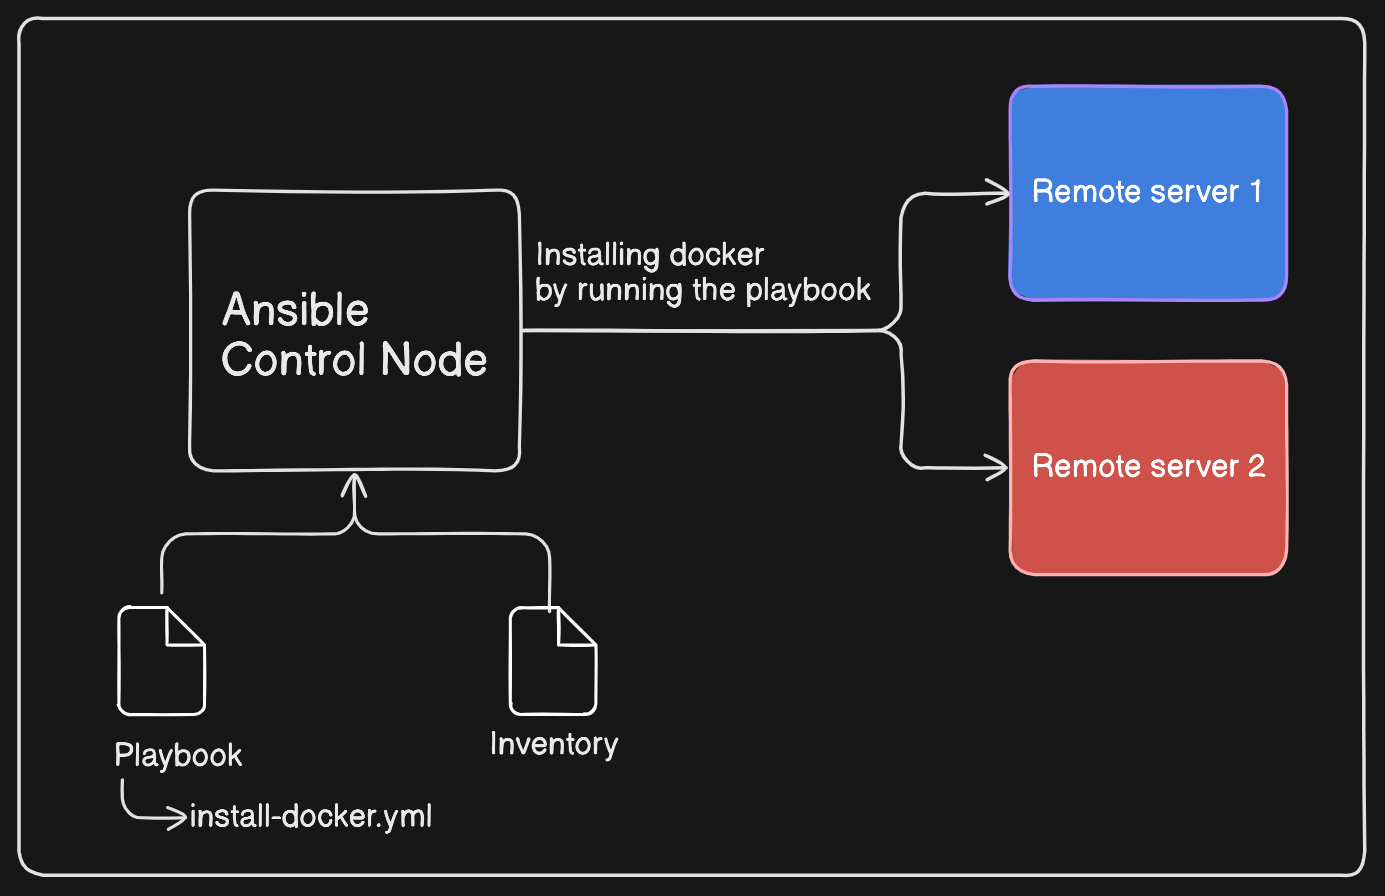 Ansible
Control Node
Installing docker
by running the playbook
Remote server 1
Remote server 2
Playbook
install-docker.yml
Inventory